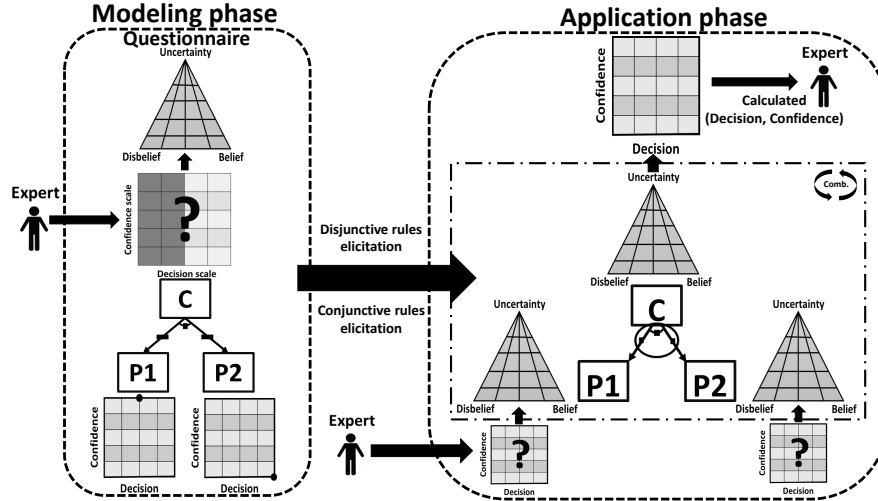 Modeling phase
Questionnaire
Uncertainty
Disbelief
Belief
Expert
Confidence scale
?
Decision scale
C
P1
P2
Confidence
Decision
Confidence
Decision
Disjunctive rules
elicitation
Conjunctive rules
elicitation
Application phase
Confidence
Decision
Expert
Calculated
(Decision, Confidence)
Comb.
Uncertainty
Disbelief
Belief
C
P1
P2
Uncertainty
Disbelief
Belief
Uncertainty
Disbelief
Belief
Expert
Confidence
?
Decision
Confidence
?
Decision